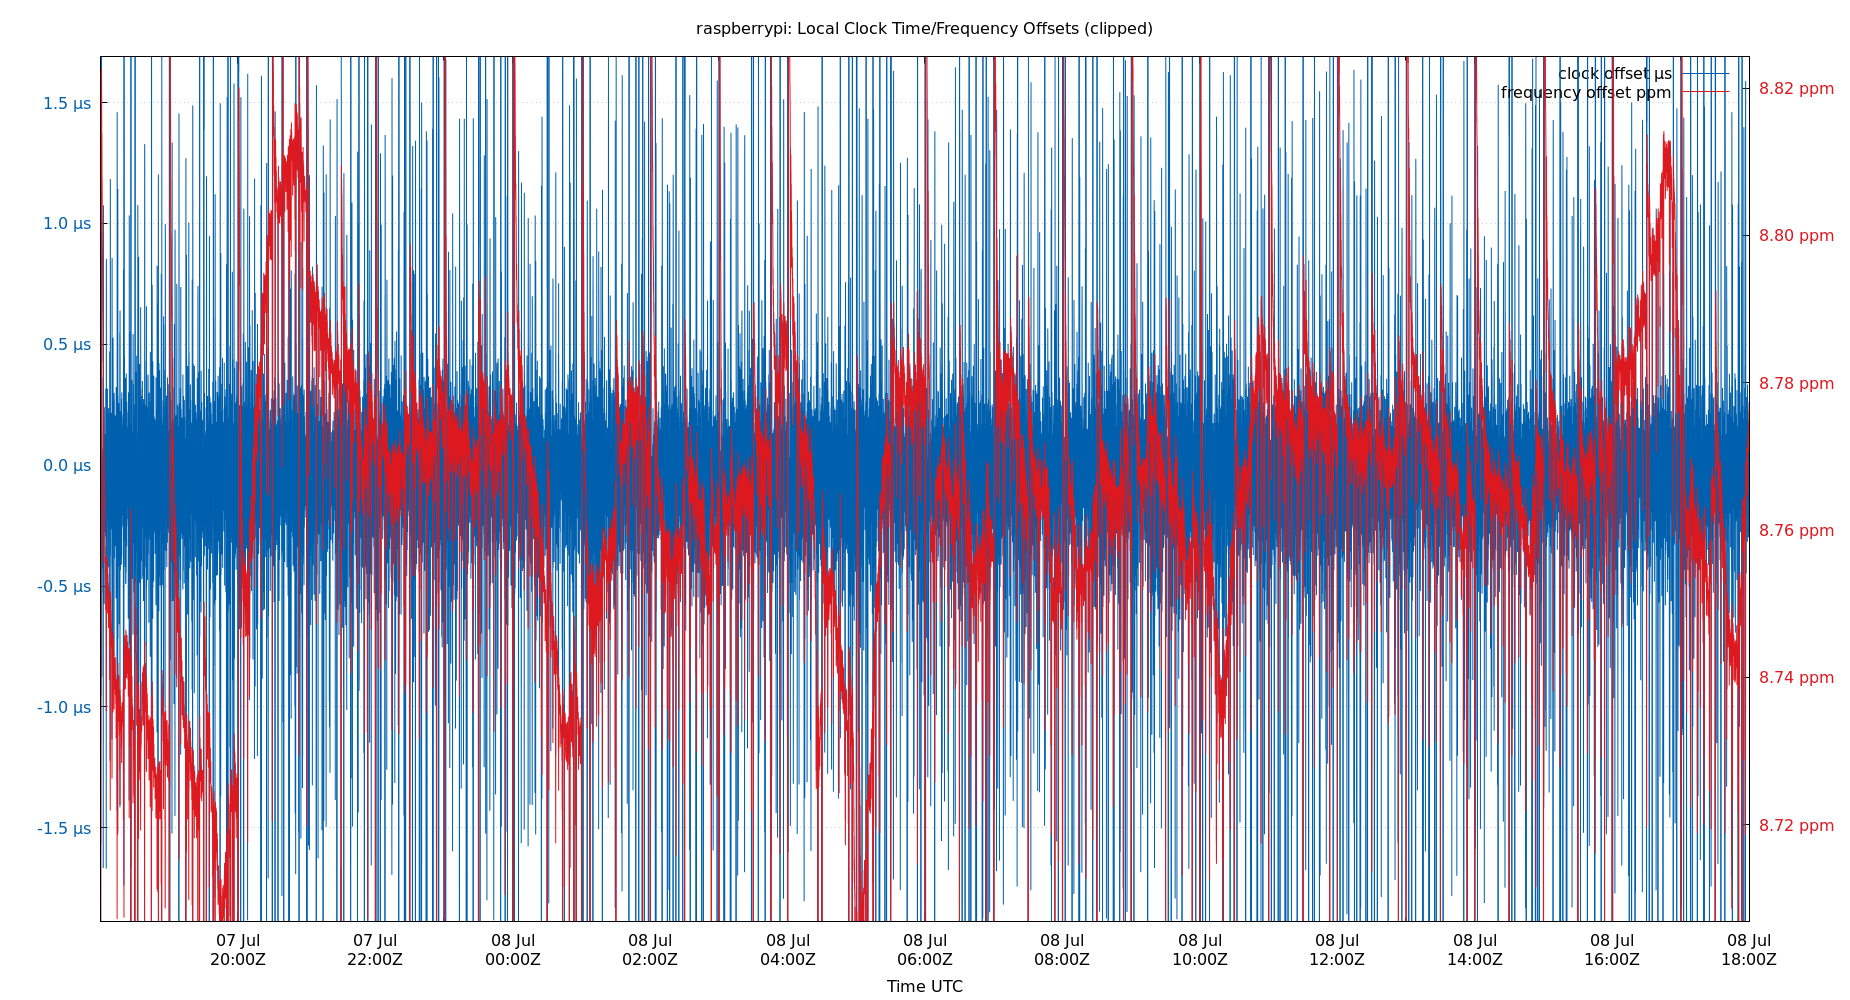 raspberrypi: Local Clock Time/Frequency Offsets (clipped)
clock offset μs
frequency offset ppm
1.5 μs
1.0 μs
0.5 μs
0.0 μs
-0.5 μs
-1.0 μs
-1.5 μs
8.82 ppm
8.80 ppm
8.78 ppm
8.76 ppm
8.74 ppm
8.72 ppm
07 Jul 07 Jul 08 Jul 08 Jul 08 Jul 08 Jul 08 Jul 08 Jul 08 Jul 08 Jul 08 Jul 08 Jul
20:00Z 22:00Z 00:00Z 02:00Z 04:00Z 06:00Z 08:00Z 10:00Z 12:00Z 14:00Z 16:00Z 18:00Z
Time UTC